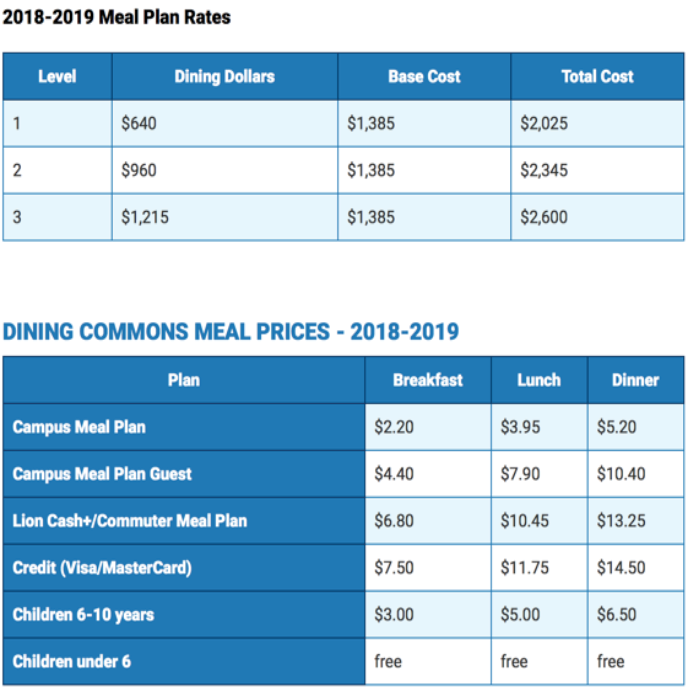 2018-2019 Meal Plan Rates
Level Dining Dollars Base Cost Total Cost
1 $640 $1,385 $2,025
2 $960 $1,385 $2,345
3 $1,215 $1,385 $2,600
DINING COMMONS MEAL PRICES - 2018-2019
Plan Breakfast Lunch Dinner
Campus Meal Plan $2.20 $3.95 $5.20
Campus Meal Plan Guest $4.40 $7.90 $10.40
Lion Cash+/Commuter Meal Plan $6.80 $10.45 $13.25
Credit (Visa/MasterCard) $7.50 $11.75 $14.50
Children 6-10 years $3.00 $5.00 $6.50
Children under 6 free free free